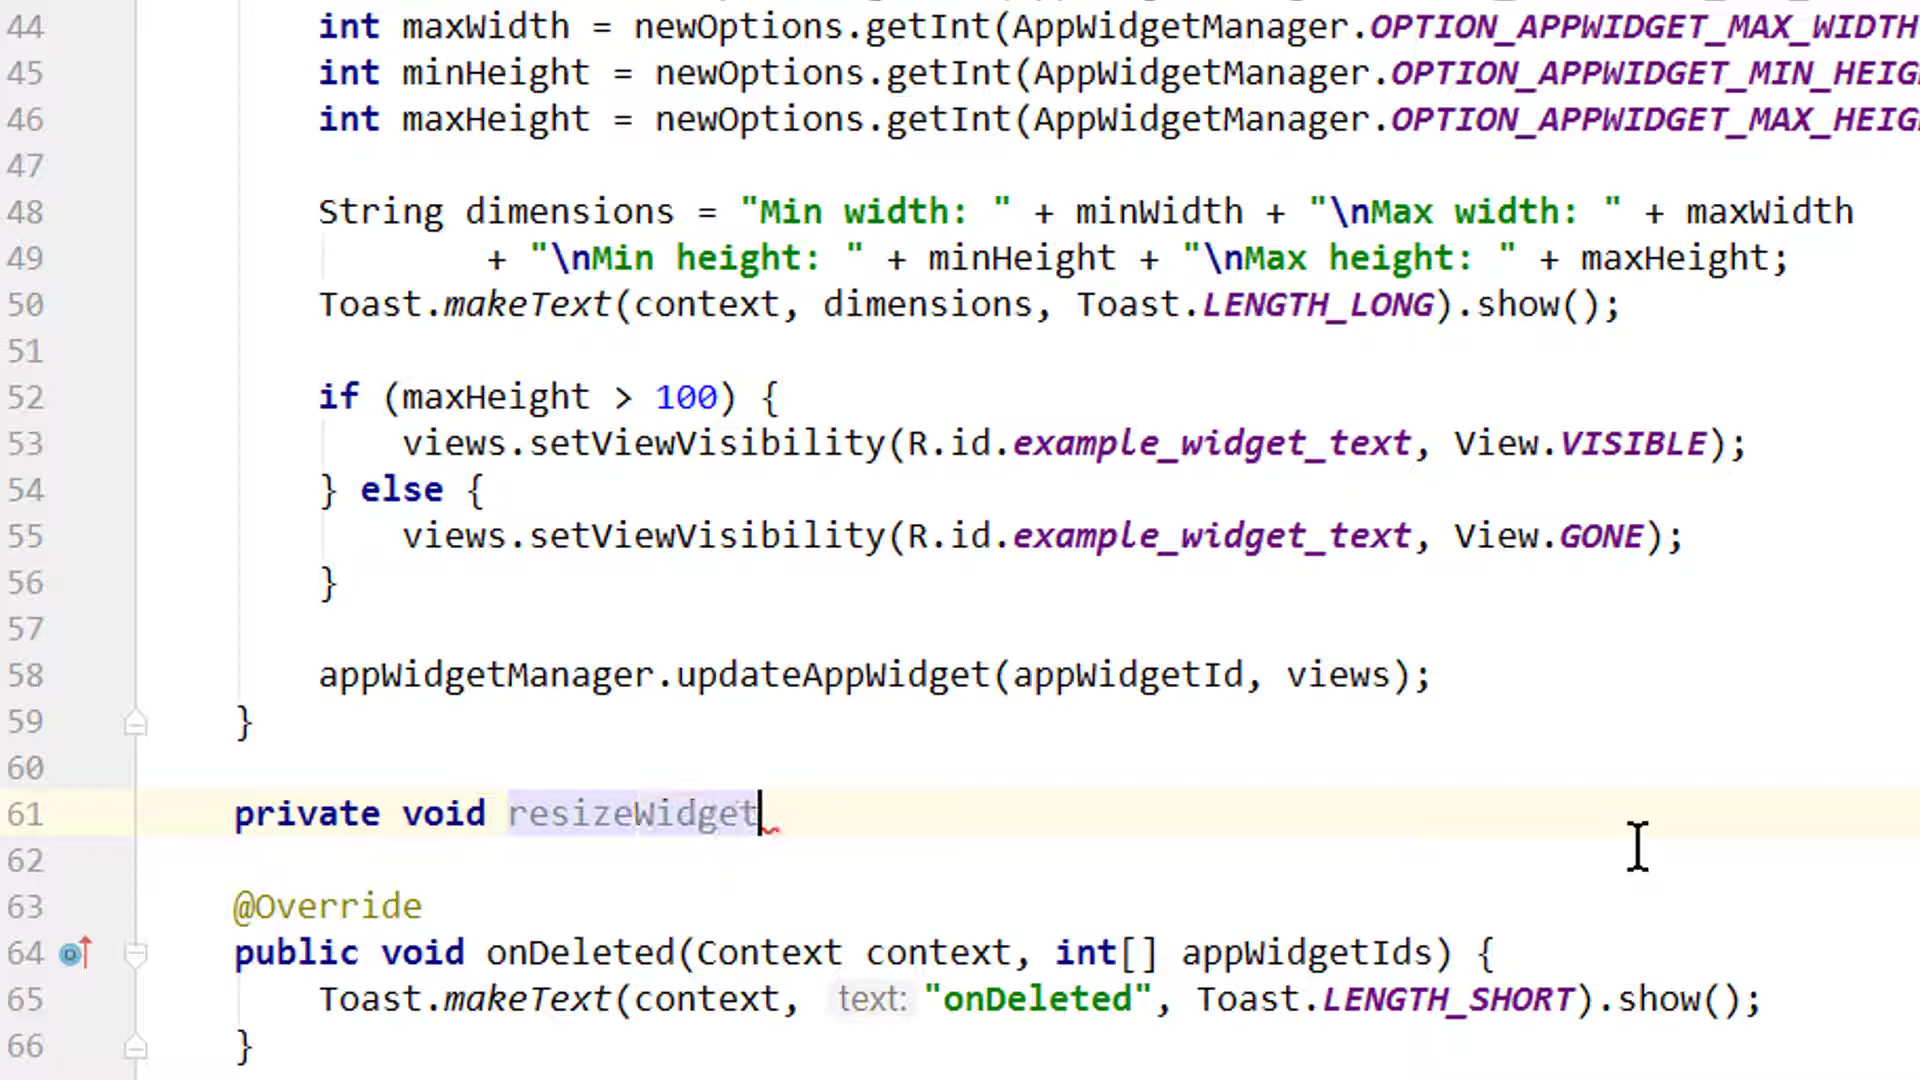 44 int maxWidth = newOptions.getInt(AppWidgetManager.OPTION_APPWIDGET_MAX_WIDTH
45 int minHeight = newOptions.getInt(AppWidgetManager.OPTION_APPWIDGET_MIN_HEIG
46 int maxHeight = newOptions.getInt(AppWidgetManager.OPTION_APPWIDGET_MAX_HEIG
47
48 String dimensions = "Min width: " + minWidth + "\nMax width: " + maxWidth
49 + "\nMin height: " + minHeight + "\nMax height: " + maxHeight;
50 Toast.makeText(context, dimensions, Toast.LENGTH_LONG).show();
51
52 if (maxHeight > 100) {
53 views.setViewVisibility(R.id.example_widget_text, View.VISIBLE);
54 } else {
55 views.setViewVisibility(R.id.example_widget_text, View.GONE);
56 }
57
58 appWidgetManager.updateAppWidget(appWidgetId, views);
59 }
60
61 private void resizeWidget
62
63 @Override
64 public void onDeleted(Context context, int[] appWidgetIds) {
65 Toast.makeText(context, text: "onDeleted", Toast.LENGTH_SHORT).show();
66 }